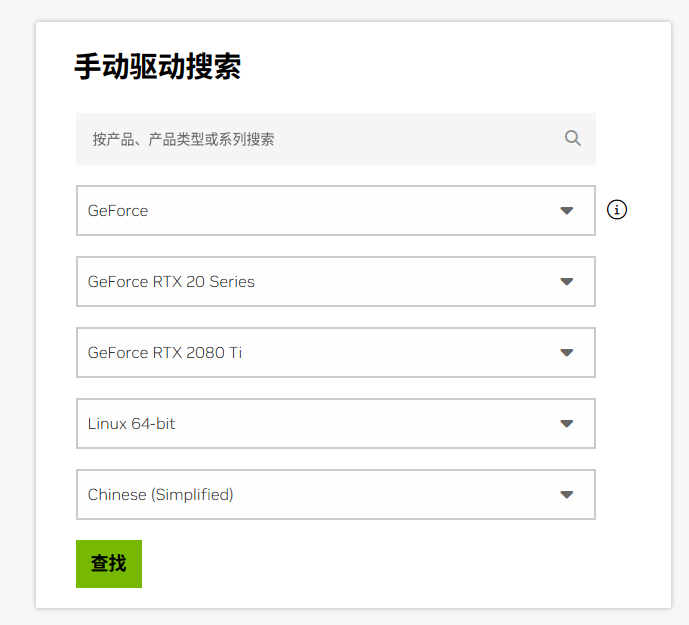 手动驱动搜索
按产品、产品类型或系列搜索
GeForce
GeForce RTX 20 Series
GeForce RTX 2080 Ti
Linux 64-bit
Chinese (Simplified)
查找